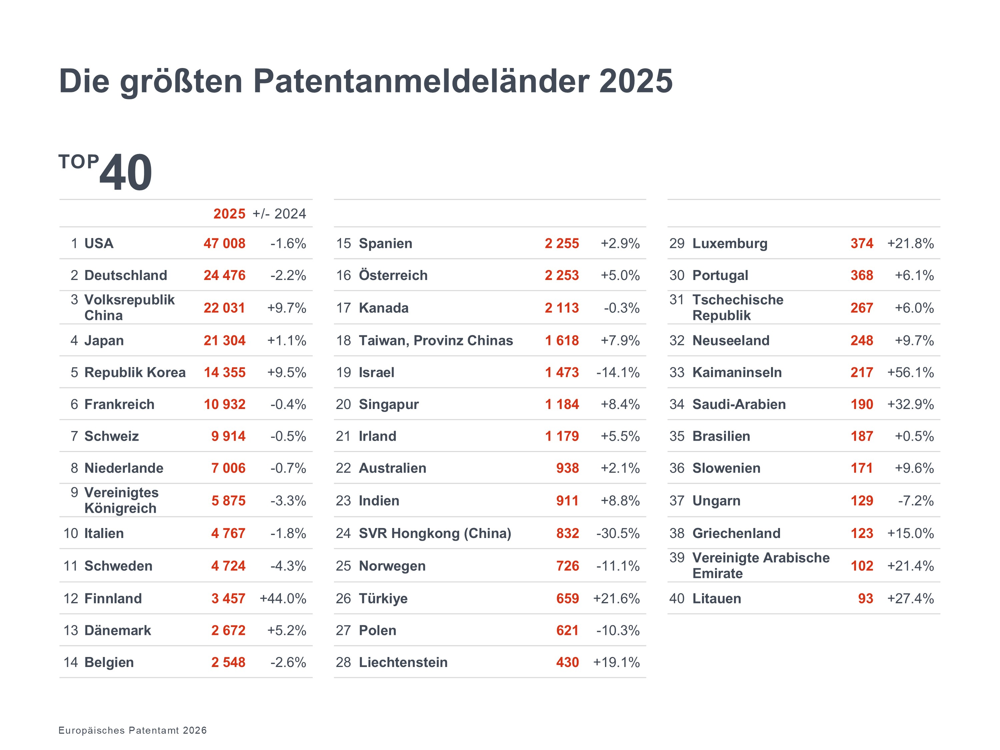 Die größten Patentanmeldeländer 2025
TOP40
2025 +/- 2024
1 USA 47 008 -1.6%
2 Deutschland 24 476 -2.2%
3 Volksrepublik
China 22 031 +9.7%
4 Japan 21 304 +1.1%
5 Republik Korea 14 355 +9.5%
6 Frankreich 10 932 -0.4%
7 Schweiz 9 914 -0.5%
8 Niederlande 7 006 -0.7%
9 Vereinigtes
Königreich 5 875 -3.3%
10 Italien 4 767 -1.8%
11 Schweden 4 724 -4.3%
12 Finnland 3 457 +44.0%
13 Dänemark 2 672 +5.2%
14 Belgien 2 548 -2.6%
15 Spanien 2 255 +2.9%
16 Österreich 2 253 +5.0%
17 Kanada 2 113 -0.3%
18 Taiwan, Provinz Chinas 1 618 +7.9%
19 Israel 1 473 -14.1%
20 Singapur 1 184 +8.4%
21 Irland 1 179 +5.5%
22 Australien 938 +2.1%
23 Indien 911 +8.8%
24 SVR Hongkong (China) 832 -30.5%
25 Norwegen 726 -11.1%
26 Türkiye 659 +21.6%
27 Polen 621 -10.3%
28 Liechtenstein 430 +19.1%
29 Luxemburg 374 +21.8%
30 Portugal 368 +6.1%
31 Tschechische
Republik 267 +6.0%
32 Neuseeland 248 +9.7%
33 Kaimaninseln 217 +56.1%
34 Saudi-Arabien 190 +32.9%
35 Brasilien 187 +0.5%
36 Slowenien 171 +9.6%
37 Ungarn 129 -7.2%
38 Griechenland 123 +15.0%
39 Vereinigte Arabische
Emirate 102 +21.4%
40 Litauen 93 +27.4%
Europäisches Patentamt 2026